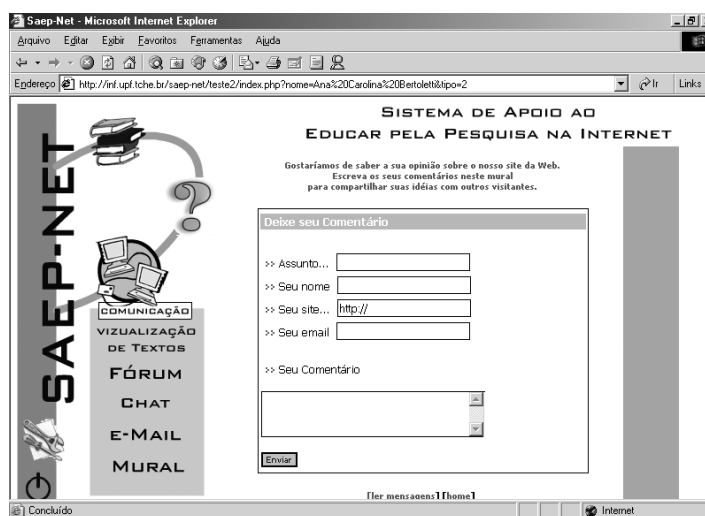 Saep-Net - Microsoft Internet Explorer
Arquivo Editar Exibir Favoritos Ferramentas Ajuda
Endereço http://inf.upf.tche.br/saep-net/teste2/index.php?nome=Ana%20Carolina%20Bertoletti&tipo=2 Ir Links
SAEP-NET
SISTEMA DE APOIO AO
EDUCAR PELA PESQUISA NA INTERNET
Gostaríamos de saber a sua opinião sobre o nosso site da Web.
Escreva os seus comentários neste mural
para compartilhar suas idéias com outros visitantes.
Deixe seu Comentário
>> Assunto...
>> Seu nome
>> Seu site... http://
>> Seu email
>> Seu Comentário
Enviar
[ler mensagens] [home]
COMUNICAÇÃO
VIZUALIZAÇÃO
DE TEXTOS
FÓRUM
CHAT
E-MAIL
MURAL
Concluído Internet